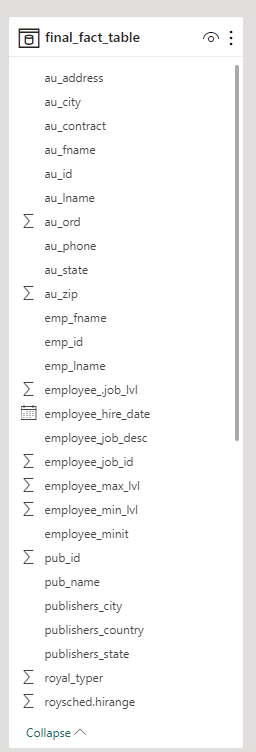 final_fact_table
au_address
au_city
au_contract
au_fname
au_id
au_lname
au_ord
au_phone
au_state
au_zip
emp_fname
emp_id
emp_lname
employee_.job_lvl
employee_hire_date
employee_job_desc
employee_job_id
employee_max_lvl
employee_min_lvl
employee_minit
pub_id
pub_name
publishers_city
publishers_country
publishers_state
royal_typer
roysched.hirange
Collapse